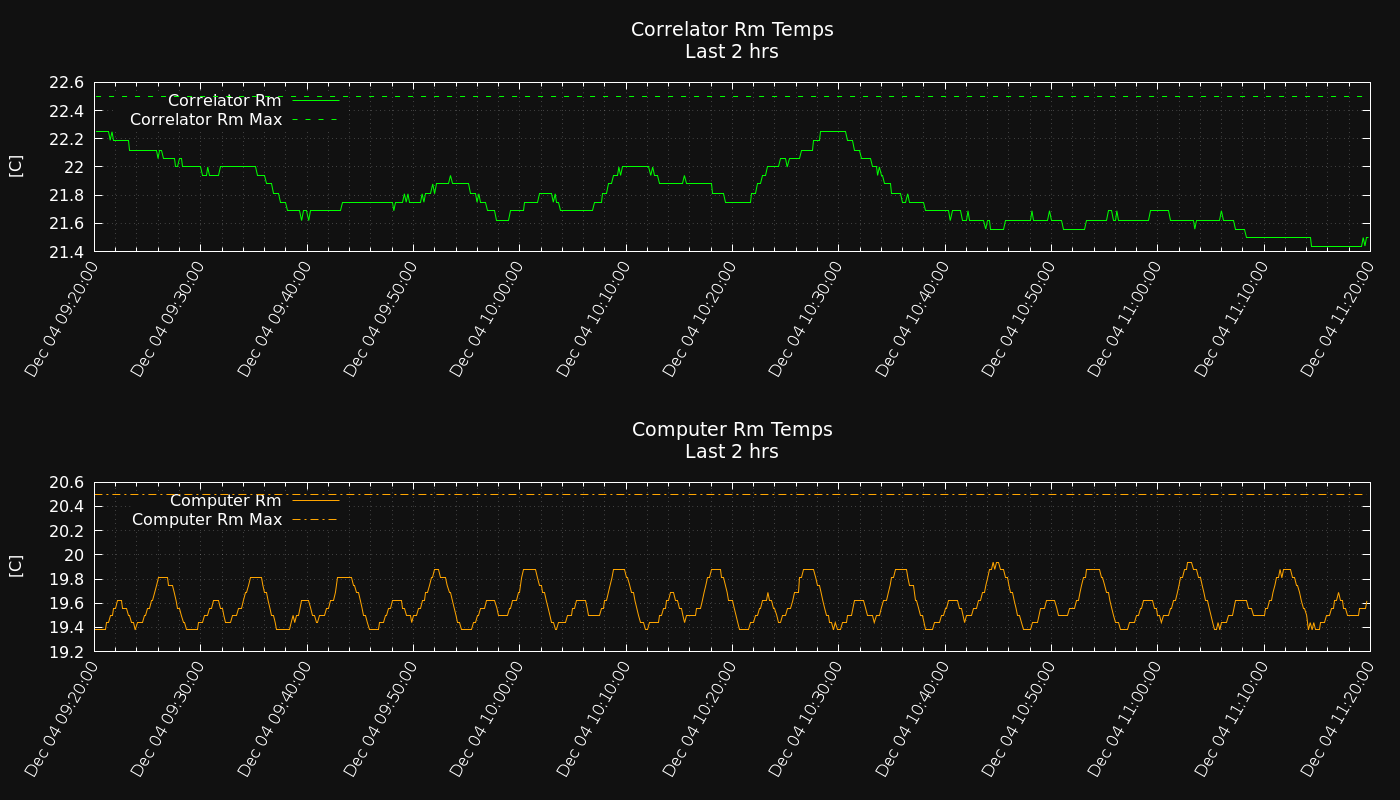 Correlator Rm Temps
Last 2 hrs
[C]
22.6
22.4
22.2
22
21.8
21.6
21.4
Correlator Rm
Correlator Rm Max
Dec 04 09:20:00
Dec 04 09:30:00
Dec 04 09:40:00
Dec 04 09:50:00
Dec 04 10:00:00
Dec 04 10:10:00
Dec 04 10:20:00
Dec 04 10:30:00
Dec 04 10:40:00
Dec 04 10:50:00
Dec 04 11:00:00
Dec 04 11:10:00
Dec 04 11:20:00
Computer Rm Temps
Last 2 hrs
[C]
20.6
20.4
20.2
20
19.8
19.6
19.4
19.2
Computer Rm
Computer Rm Max
Dec 04 09:20:00
Dec 04 09:30:00
Dec 04 09:40:00
Dec 04 09:50:00
Dec 04 10:00:00
Dec 04 10:10:00
Dec 04 10:20:00
Dec 04 10:30:00
Dec 04 10:40:00
Dec 04 10:50:00
Dec 04 11:00:00
Dec 04 11:10:00
Dec 04 11:20:00